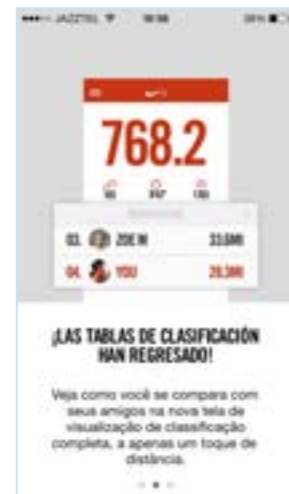 JAZZTEL
768.2
03. ZOE M 33.6MI
04. YOU 28.3MI
¡LAS TABLAS DE CLASIFICACIÓN
HAN REGRESADO!
Veja como você se compara com
seus amigos na nova tela de
visualização de classificação
completa, a apenas um toque de
distância.